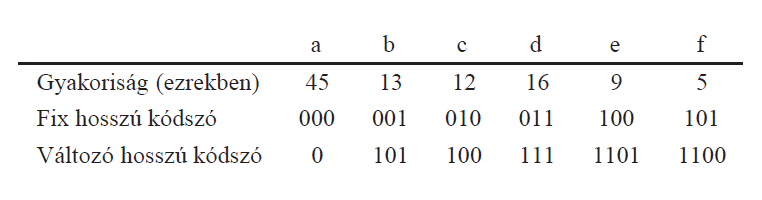 a b c d e f
Gyakoriság (ezrekben) 45 13 12 16 9 5
Fix hosszú kódszó 000 001 010 011 100 101
Változó hosszú kódszó 0 101 100 111 1101 1100